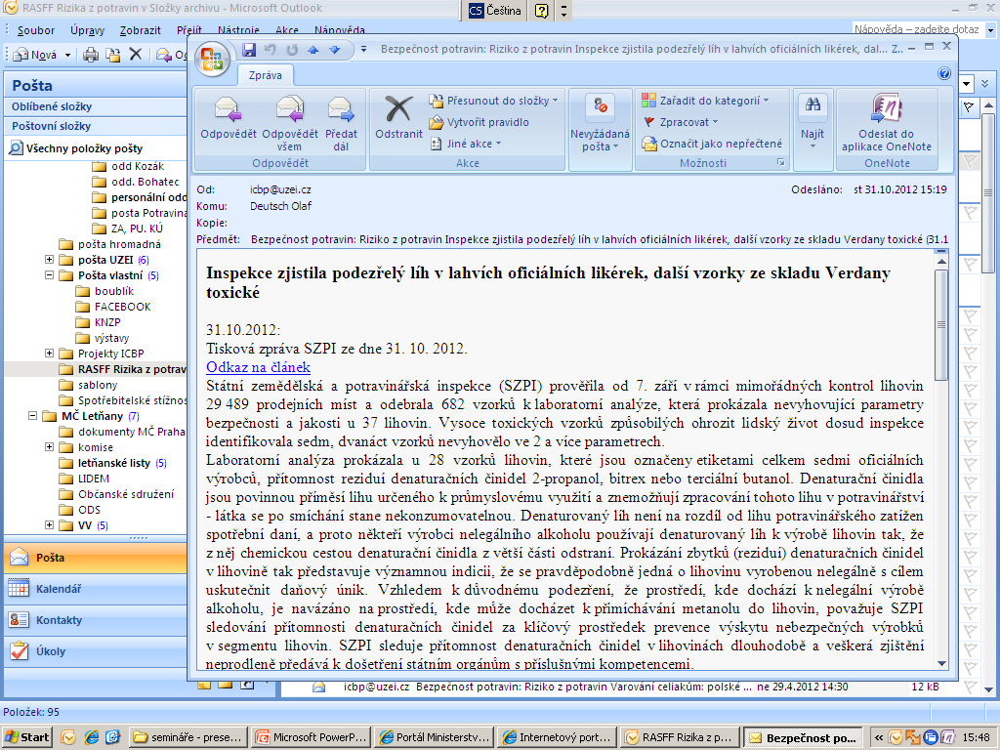 RASFF Rizika z potravin v Složky archivu - Microsoft Outlook
CS Čeština
Soubor Úpravy Zobrazit Přejít Nástroje Akce Nápověda
Nápověda – zadejte dotaz
Nová
Bezpečnost potravin: Riziko z potravin Inspekce zjistila podezřelý líh v lahvích oficiálních likérek, dal... Z..
Zpráva
Odpovědět
Odpovědět všem
Předat dál
Odpovědět
Odstranit
Přesunout do složky
Vytvořit pravidlo
Jiné akce
Akce
Nevyžádaná pošta
Zařadit do kategorií
Zpracovat
Označit jako nepřečtené
Možnosti
Najít
Odeslat do aplikace OneNote
OneNote
Pošta
Oblíbené složky
Poštovní složky
Všechny položky pošty
odd Kozák
odd. Bohatec
personální odd
posta Potravina
ZA, PU. KÚ
pošta hromadná
pošta UZEI (6)
Pošta vlastní (5)
boublík
FACEBOOK
KNZP
výstavy
Projekty ICBP
RASFF Rizika z potrav
sablony
Spotřebitelské stížnos
MČ Letňany (7)
dokumenty MČ Praha
komise
letňanské listy (5)
LIDEM
Občanské sdružení
ODS
VV (5)
Pošta
Kalendář
Kontakty
Úkoly
Od: icbp@uzei.cz
Odesláno: st 31.10.2012 15:19
Komu: Deutsch Olaf
Kopie:
Předmět: Bezpečnost potravin: Riziko z potravin Inspekce zjistila podezřelý líh v lahvích oficiálních likérek, další vzorky ze skladu Verdany toxické (31.1
Inspekce zjistila podezřelý líh v lahvích oficiálních likérek, další vzorky ze skladu Verdany
toxické
31.10.2012:
Tisková zpráva SZPI ze dne 31. 10. 2012.
Odkaz na článek
Státní zemědělská a potravinářská inspekce (SZPI) prověřila od 7. září v rámci mimořádných kontrol lihovin
29 489 prodejních míst a odebrala 682 vzorků k laboratorní analýze, která prokázala nevyhovující parametry
bezpečnosti a jakosti u 37 lihovin. Vysoce toxických vzorků způsobilých ohrozit lidský život dosud inspekce
identifikovala sedm, dvanáct vzorků nevyhovělo ve 2 a více parametrech.
Laboratorní analýza prokázala u 28 vzorků lihovin, které jsou označeny etiketami celkem sedmi oficiálních
výrobců, přítomnost reziduí denaturačních činidel 2-propanol, bitrex nebo terciální butanol. Denaturační činidla
jsou povinnou příměsí lihu určeného k průmyslovému využití a znemožňují zpracování tohoto lihu v potravinářství
- látka se po smíchání stane nekonzumovatelnou. Denaturovaný líh není na rozdíl od lihu potravinářského zatížen
spotřební daní, a proto někteří výrobci nelegálního alkoholu používají denaturovaný líh k výrobě lihovin tak, že
z něj chemickou cestou denaturační činidla z větší části odstraní. Prokázání zbytků (reziduí) denaturačních činidel
v lihovině tak představuje významnou indicii, že se pravděpodobně jedná o lihovinu vyrobenou nelegálně s cílem
uskutečnit daňový únik. Vzhledem k důvodnému podezření, že prostředí, kde dochází k nelegální výrobě
alkoholu, je navázáno na prostředí, kde může docházet k přimíchávání metanolu do lihovin, považuje SZPI
sledování přítomnosti denaturačních činidel za klíčový prostředek prevence výskytu nebezpečných výrobků
v segmentu lihovin. SZPI sleduje přítomnost denaturačních činidel v lihovinách dlouhodobě a veškerá zjištění
neprodleně předává k došetření státním orgánům s příslušnými kompetencemi.
icbp@uzei.cz Bezpečnost potravin: Riziko z potravin Varování celiakům: polské ... ne 29.4.2012 14:30 12 kB
Položek: 95
Start
semináře - prese...
Microsoft PowerP...
Portál Ministerstv...
Internetový port...
RASFF Rizika z p...
Bezpečnost po...
15:48